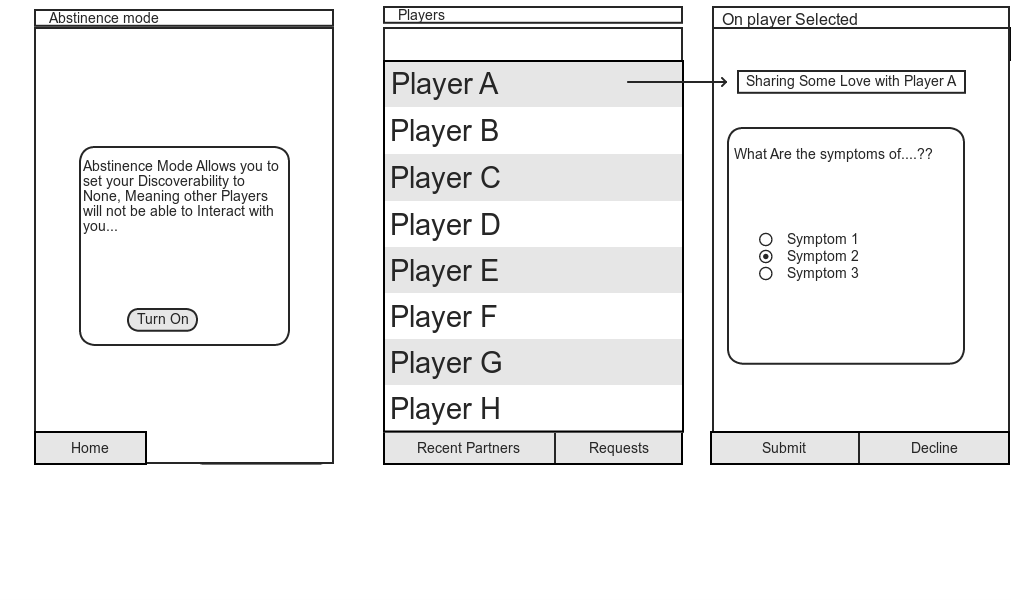 Abstinence mode
Abstinence Mode Allows you to
set your Discoverability to
None, Meaning other Players
will not be able to Interact with
you...
Turn On
Home
Players
Player A
Player B
Player C
Player D
Player E
Player F
Player G
Player H
Recent Partners
Requests
On player Selected
Sharing Some Love with Player A
What Are the symptoms of....??
Symptom 1
Symptom 2
Symptom 3
Submit
Decline